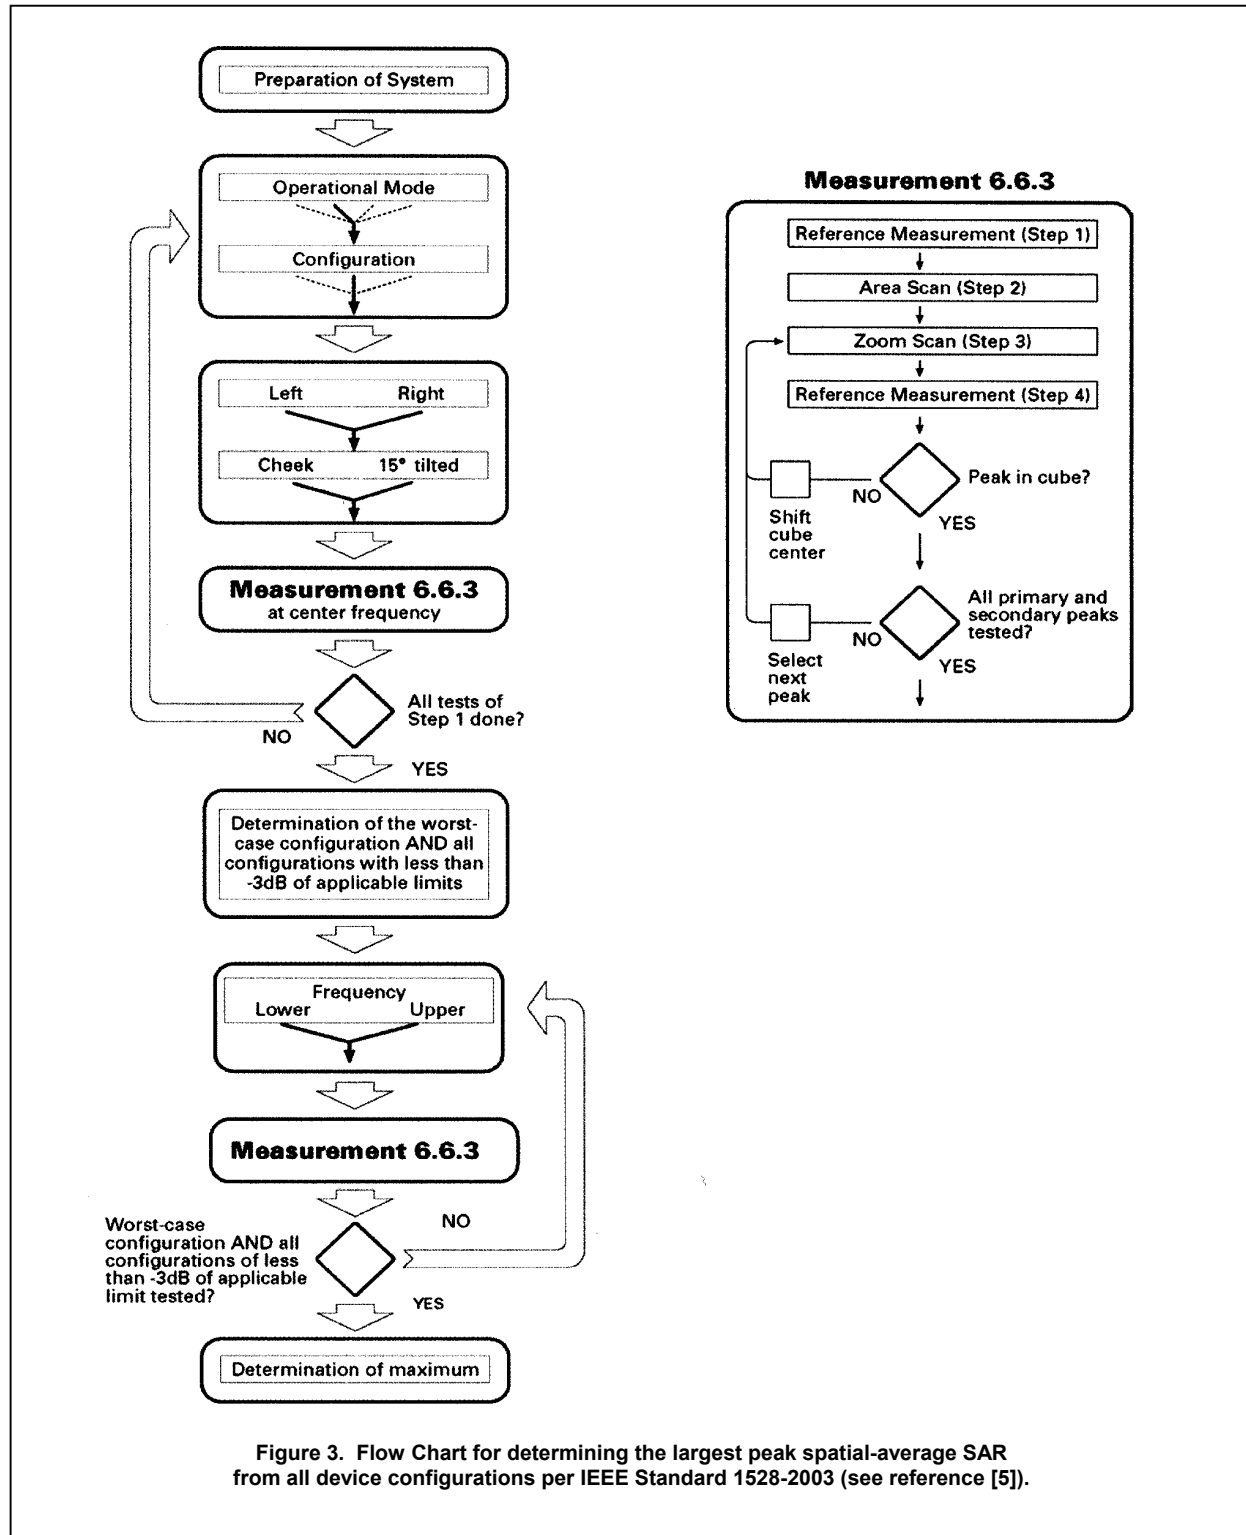 Preparation of System
Operational Mode
Configuration
Left Right
Cheek 15° tilted
Measurement 6.6.3
at center frequency
All tests of
Step 1 done?
NO
YES
Determination of the worst-
case configuration AND all
configurations with less than
-3dB of applicable limits
Frequency
Lower Upper
Measurement 6.6.3
NO
Worst-case
configuration AND all
configurations of less
than -3dB of applicable
limit tested?
YES
Determination of maximum
Measurement 6.6.3
Reference Measurement (Step 1)
Area Scan (Step 2)
Zoom Scan (Step 3)
Reference Measurement (Step 4)
Peak in cube?
NO
YES
Shift
cube
center
All primary and
secondary peaks
tested?
NO
YES
Select
next
peak
Figure 3. Flow Chart for determining the largest peak spatial-average SAR
from all device configurations per IEEE Standard 1528-2003 (see reference [5]).